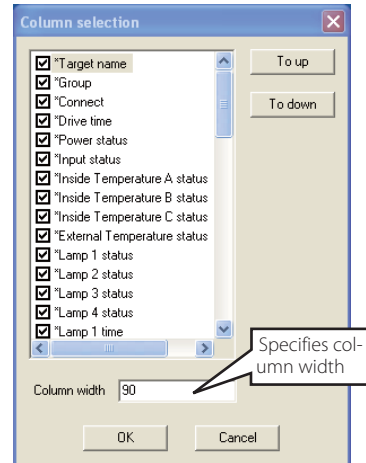 Column selection
*Target name
*Group
*Connect
*Drive time
*Power status
*Input status
*Inside Temperature A status
*Inside Temperature B status
*Inside Temperature C status
*External Temperature status
*Lamp 1 status
*Lamp 2 status
*Lamp 3 status
*Lamp 4 status
*Lamp 1 time
To up
To down
Specifies col-
umn width
Column width 90
OK Cancel